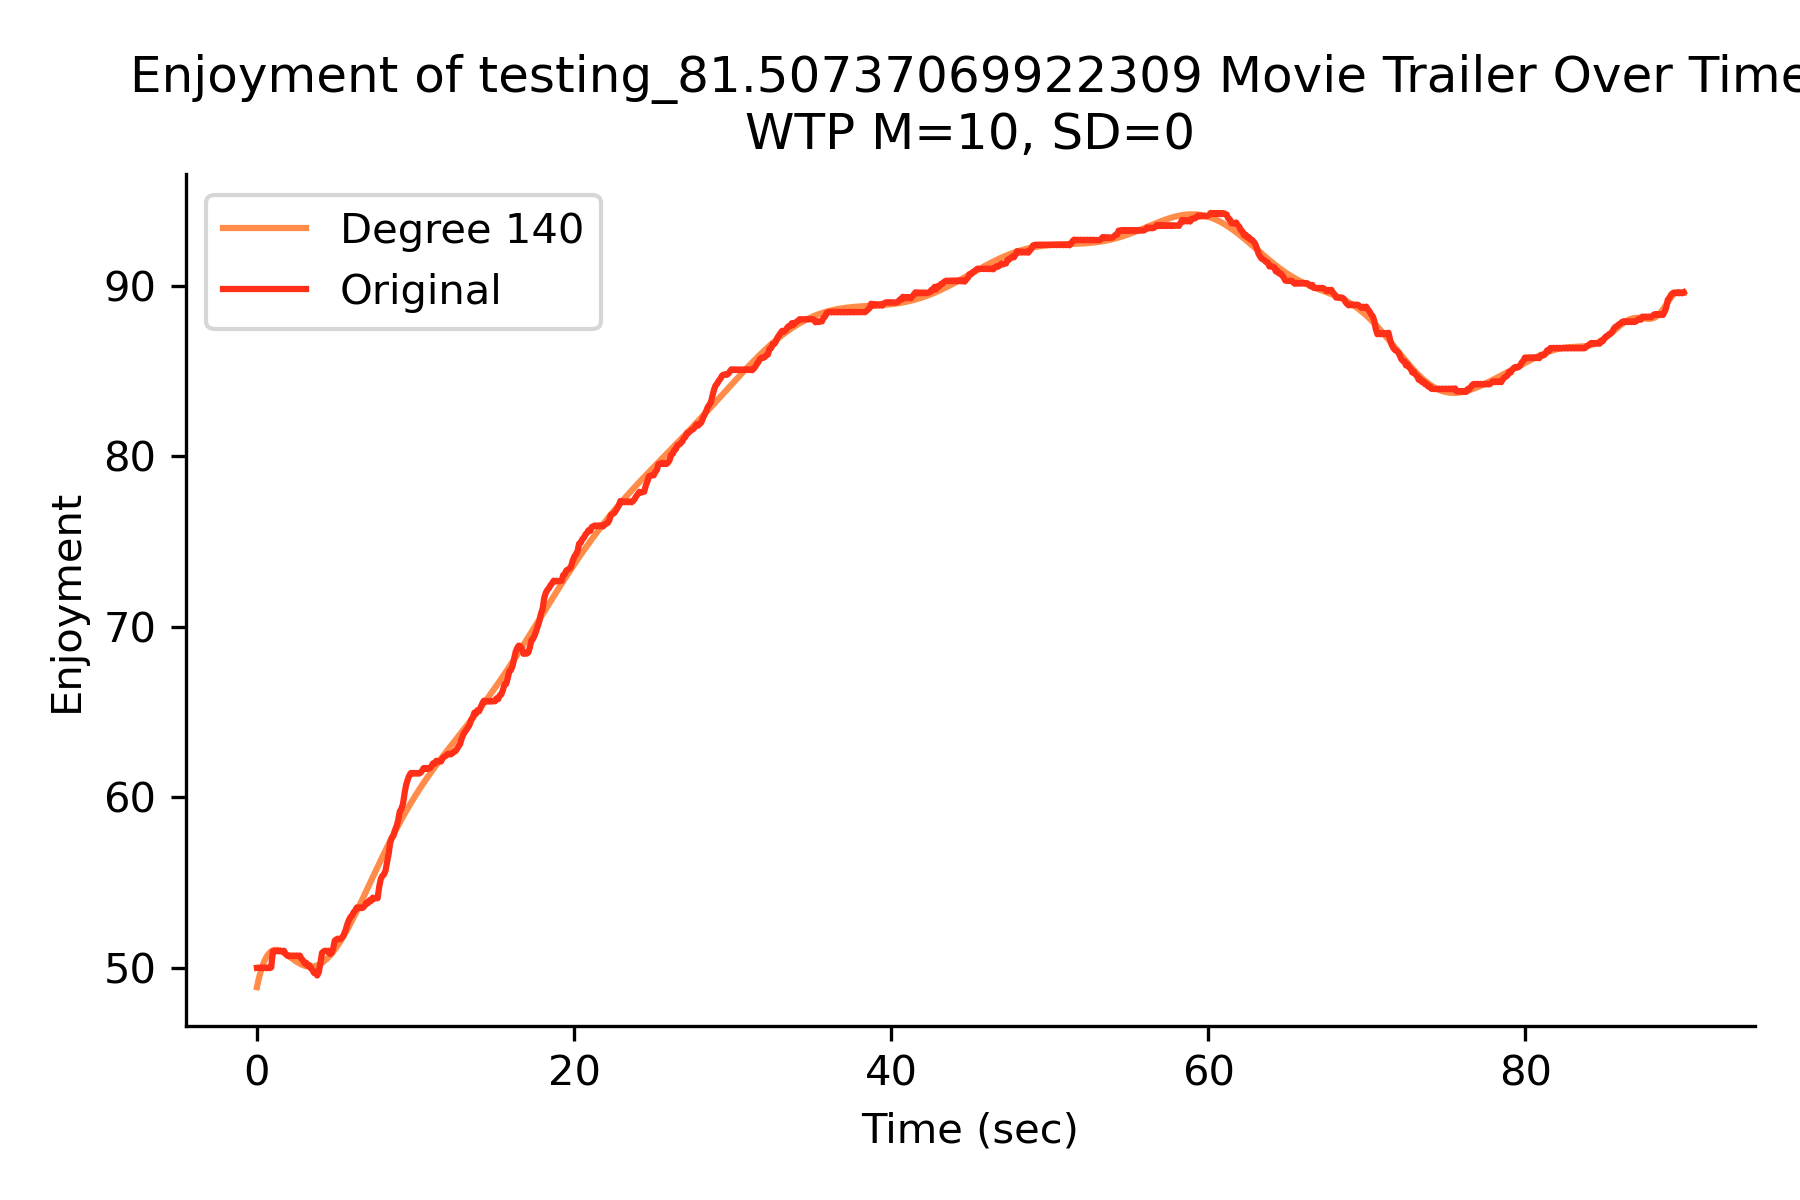 Enjoyment of testing_81.50737069922309 Movie Trailer Over Time
WTP M=10, SD=0
Degree 140
Original
90
80
70
60
50
Enjoyment
0 20 40 60 80
Time (sec)